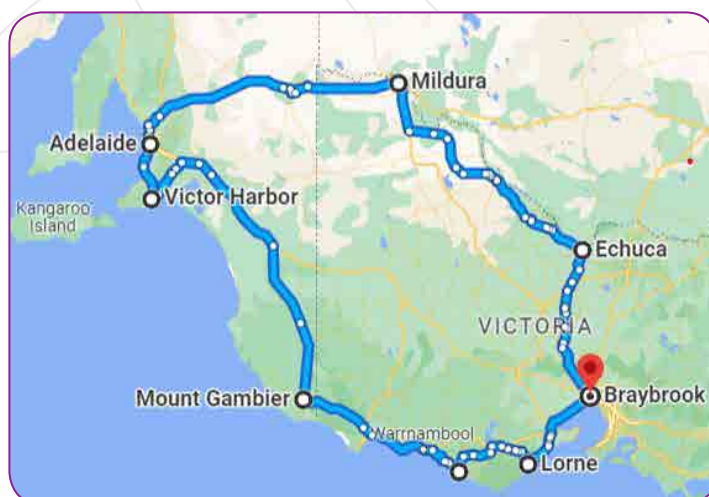 Mildura
Adelaide
Victor Harbor
Kangaroo
Island
Echuca
VICTORIA
Mount Gambier
Braybrook
Warrnambool
Lorne